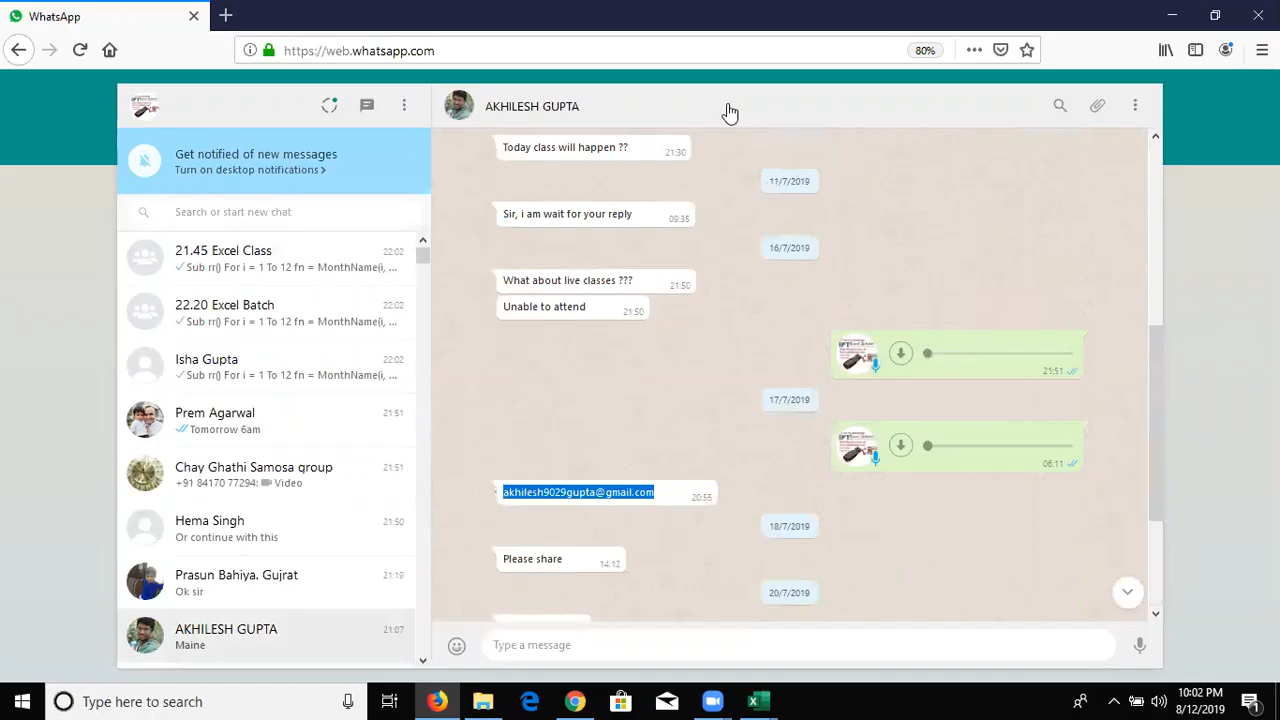 WhatsApp
https://web.whatsapp.com
80%
Get notified of new messages
Turn on desktop notifications >
Search or start new chat
21.45 Excel Class 22:02
Sub rr() For i = 1 To 12 fn = MonthName(i, ...
22.20 Excel Batch 22:02
Sub rr() For i = 1 To 12 fn = MonthName(i, ...
Isha Gupta 22:02
Sub rr() For i = 1 To 12 fn = MonthName(i, ...
Prem Agarwal 21:51
Tomorrow 6am
Chay Ghathi Samosa group 21:51
+91 84170 77294: Video
Hema Singh 21:50
Or continue with this
Prasun Bahiya. Gujrat 21:19
Ok sir
AKHILESH GUPTA 21:07
Maine
AKHILESH GUPTA
Today class will happen ?? 21:30
11/7/2019
Sir, i am wait for your reply 09:35
16/7/2019
What about live classes ??? 21:50
Unable to attend 21:50
21:51
17/7/2019
06:11
akhilesh9029gupta@gmail.com 20:55
18/7/2019
Please share 14:12
20/7/2019
Type a message
Type here to search
10:02 PM
8/12/2019